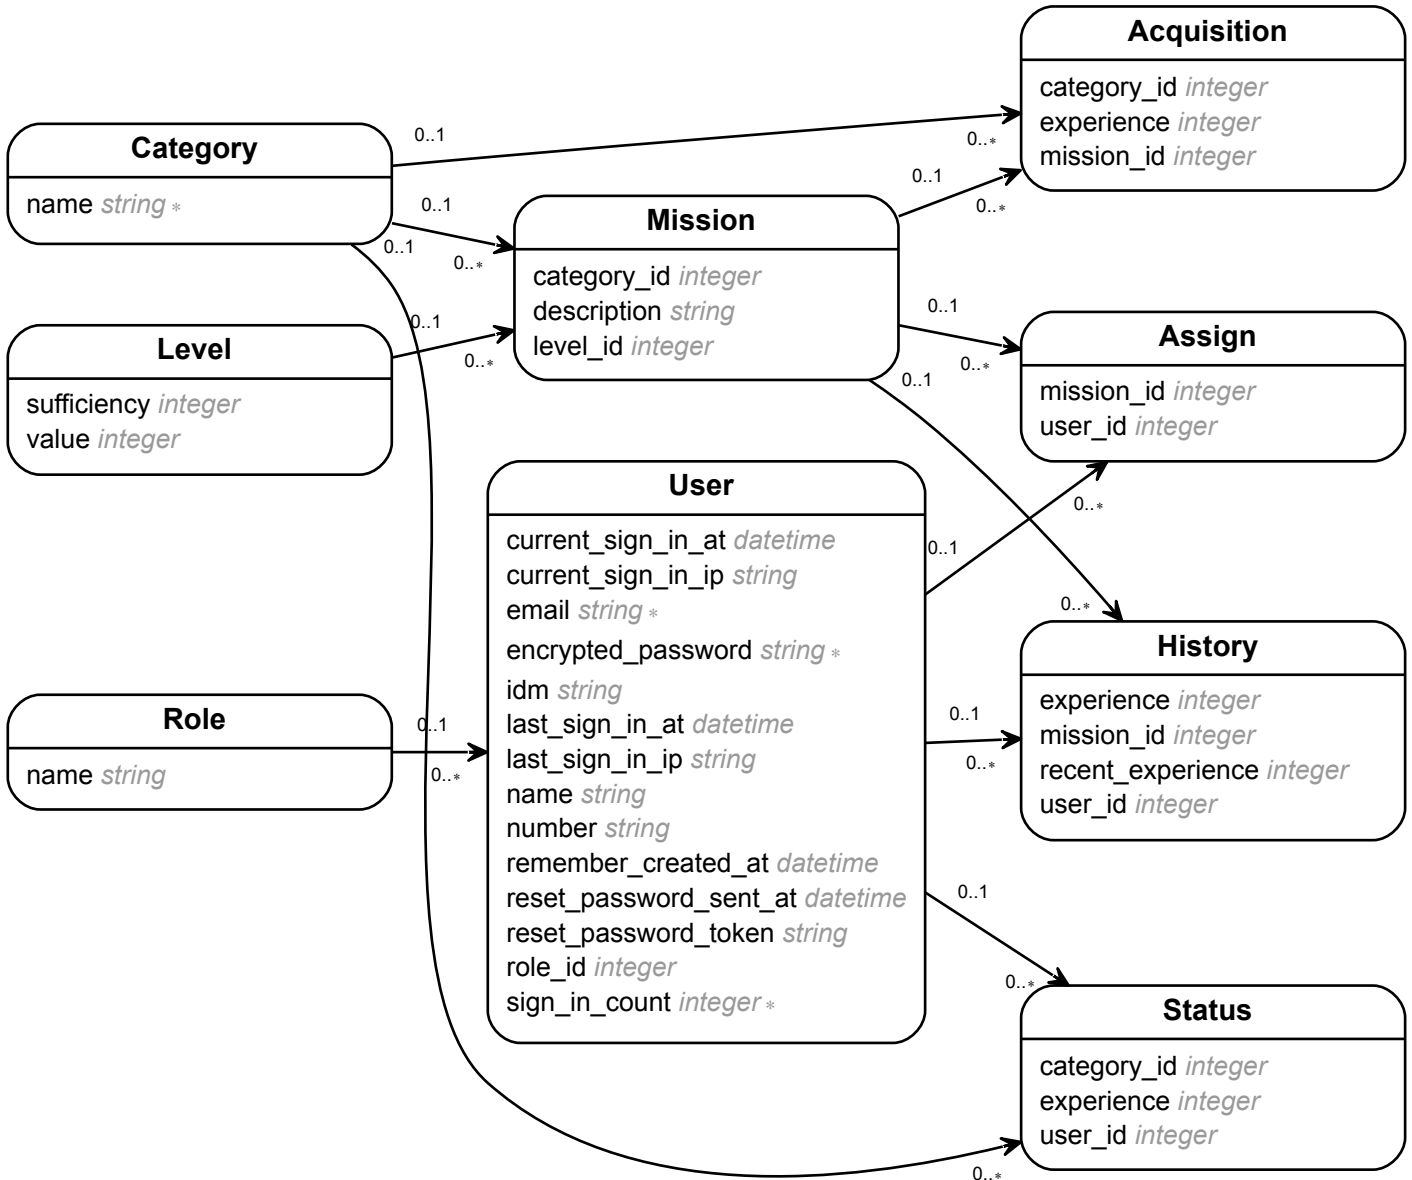 Acquisition
category_id integer
experience integer
mission_id integer
Category
name string *
0..1
0..*
0..1
0..*
0..1
0..1
0..*
Mission
category_id integer
description string
level_id integer
0..1
0..*
Level
sufficiency integer
value integer
0..1
0..*
0..1
0..*
Assign
mission_id integer
user_id integer
0..1
0..*
User
current_sign_in_at datetime
current_sign_in_ip string
email string *
encrypted_password string *
idm string
last_sign_in_at datetime
last_sign_in_ip string
name string
number string
remember_created_at datetime
reset_password_sent_at datetime
reset_password_token string
role_id integer
sign_in_count integer *
0..*
History
experience integer
mission_id integer
recent_experience integer
user_id integer
Role
name string
0..1
0..*
0..1
0..*
0..1
0..*
Status
category_id integer
experience integer
user_id integer
0..*